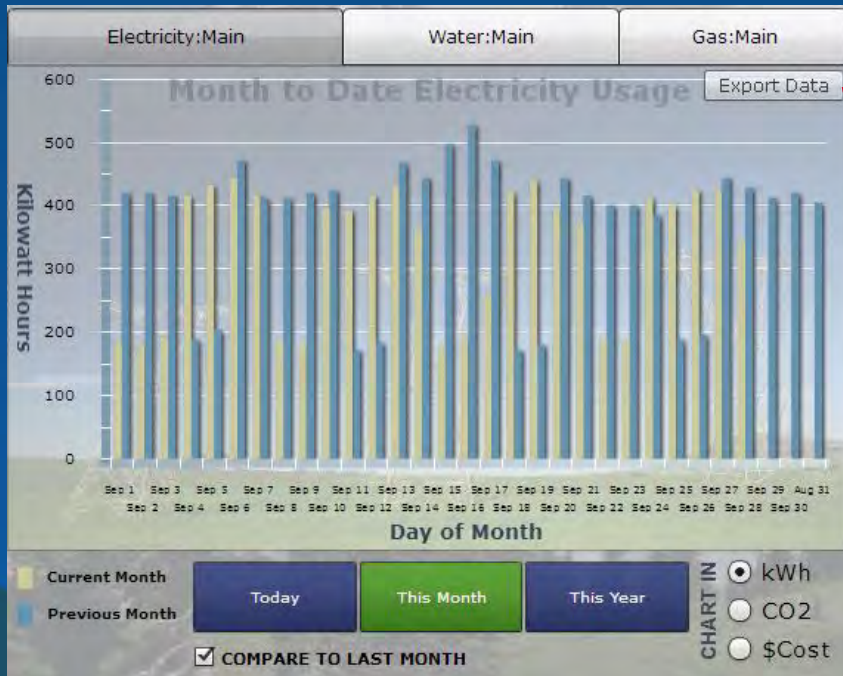 Electricity:Main
Water:Main
Gas:Main
Month to Date Electricity Usage
Export Data
600
500
400
300
200
100
0
Kilowatt Hours
Sep 1 Sep 3 Sep 5 Sep 7 Sep 9 Sep 11 Sep 13 Sep 15 Sep 17 Sep 19 Sep 21 Sep 23 Sep 25 Sep 27 Sep 29 Aug 31
Sep 2 Sep 4 Sep 6 Sep 8 Sep 10 Sep 12 Sep 14 Sep 16 Sep 18 Sep 20 Sep 22 Sep 24 Sep 26 Sep 28 Sep 30
Day of Month
Current Month
Previous Month
Today
This Month
This Year
COMPARE TO LAST MONTH
CHART IN
kWh
CO2
$Cost